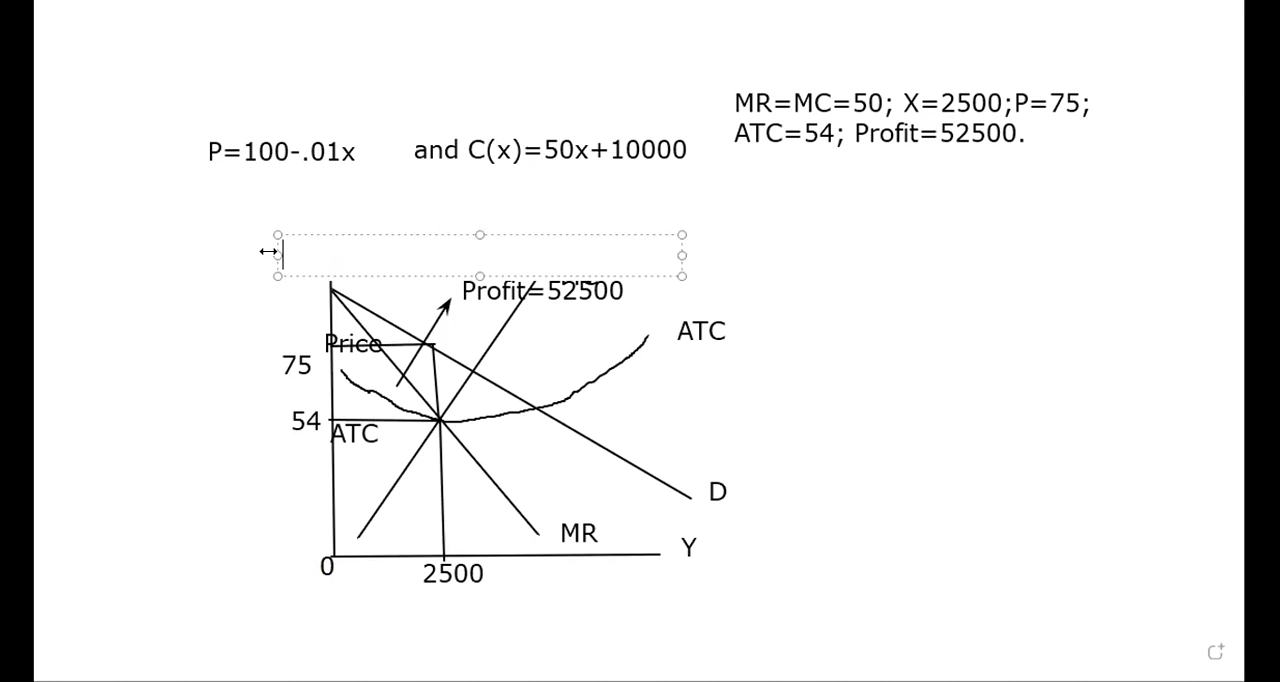 MR=MC=50; X=2500;P=75;
ATC=54; Profit=52500.
P=100-.01x
and C(x)=50x+10000
Profit=52500
ATC
Price
75
54
ATC
D
MR
Y
0
2500